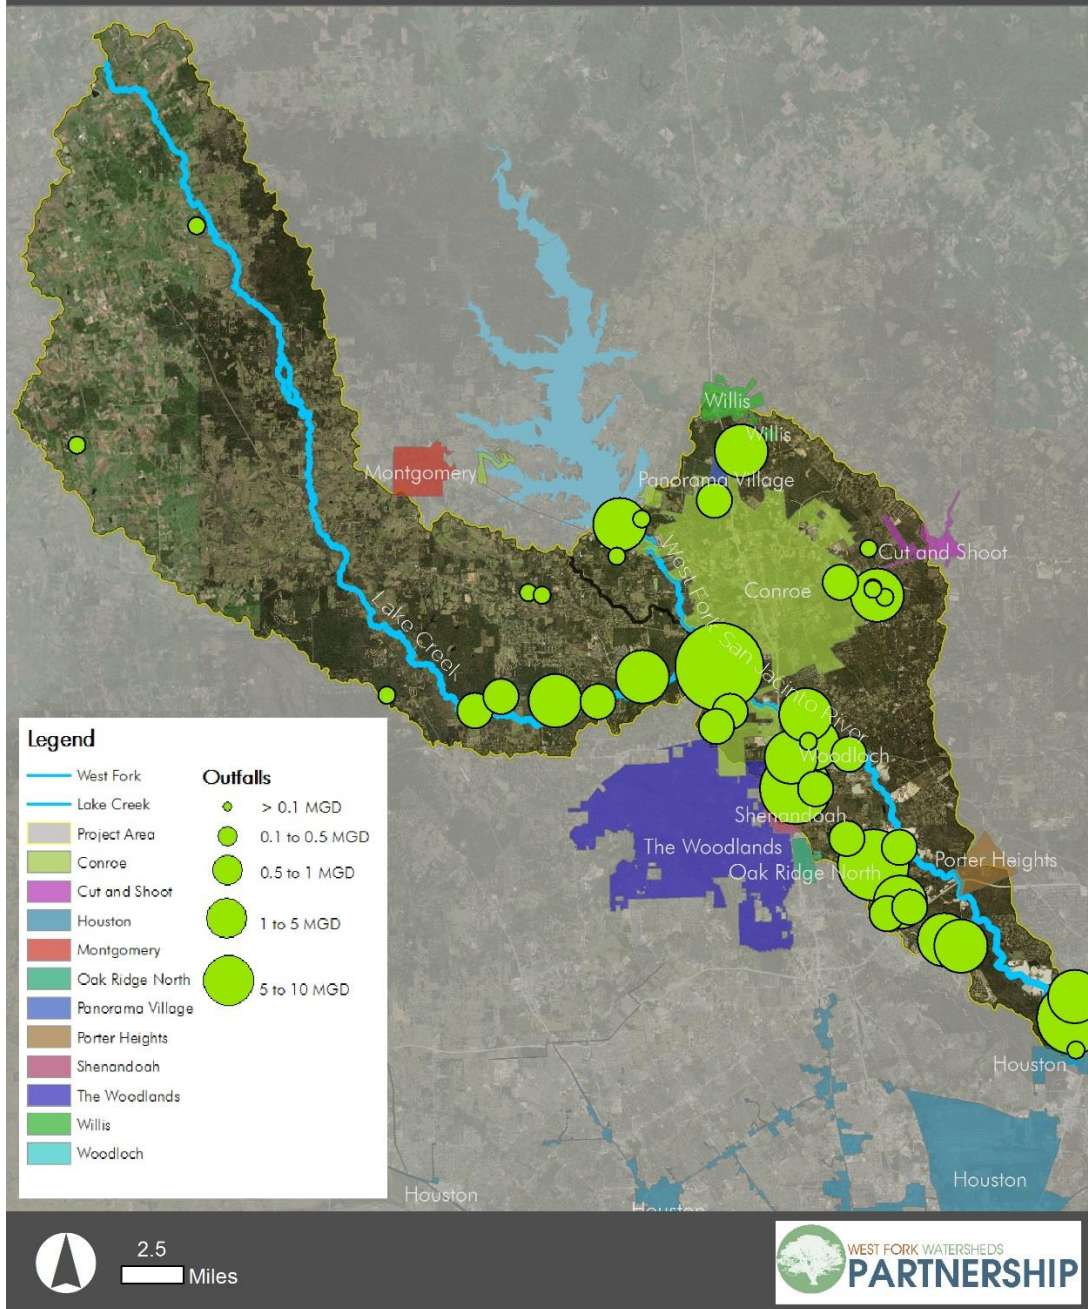 Willis
Willis
Montgomery
Panorama Village
Cut and Shoot
West Fork San Jacinto River
Conroe
Lake Creek
Woodloch
Shenandoah
The Woodlands
Oak Ridge North
Porter Heights
Houston
Houston
Houston
Houston
Legend
West Fork
Lake Creek
Project Area
Conroe
Cut and Shoot
Houston
Montgomery
Oak Ridge North
Panorama Village
Porter Heights
Shenandoah
The Woodlands
Willis
Woodloch
Outfalls
> 0.1 MGD
0.1 to 0.5 MGD
0.5 to 1 MGD
1 to 5 MGD
5 to 10 MGD
2.5
Miles
WEST FORK WATERSHEDS
PARTNERSHIP